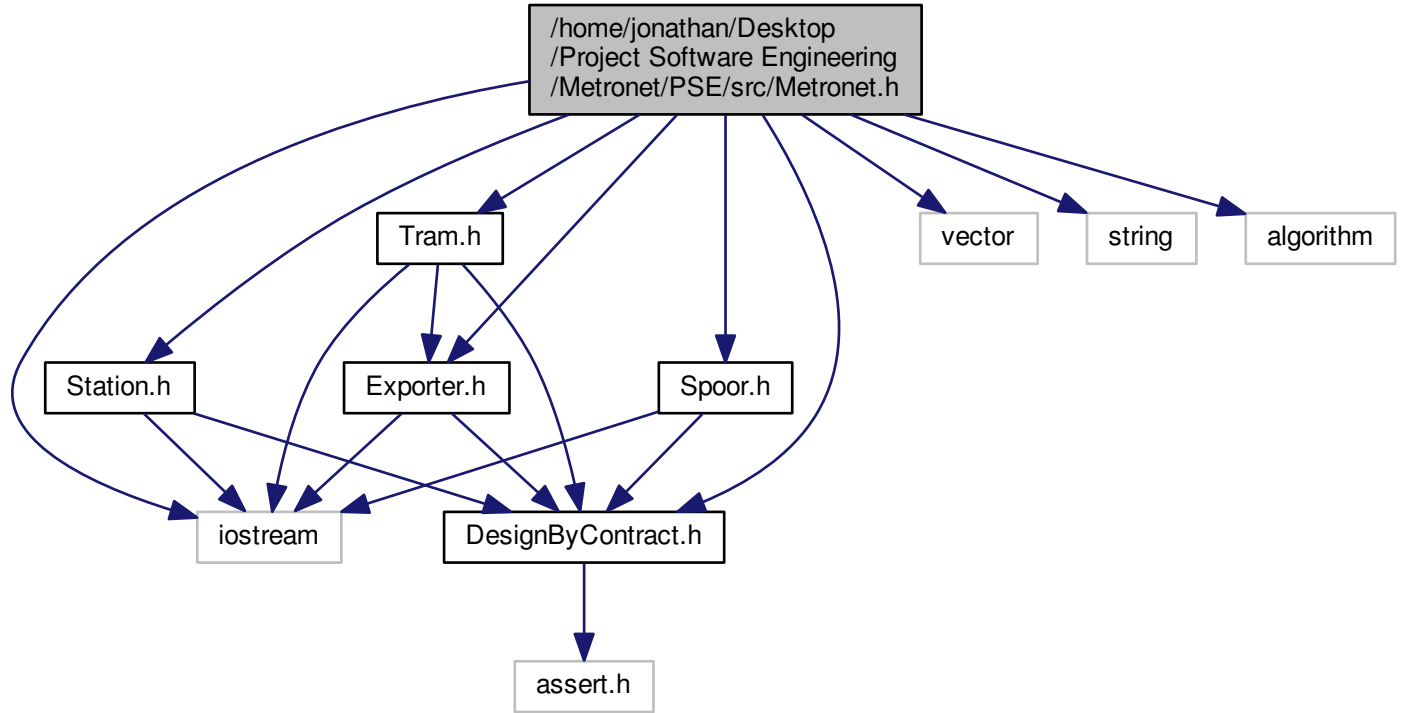 /home/jonathan/Desktop
/Project Software Engineering
/Metronet/PSE/src/Metronet.h
Tram.h
vector
string
algorithm
Station.h
Exporter.h
Spoor.h
iostream
DesignByContract.h
assert.h